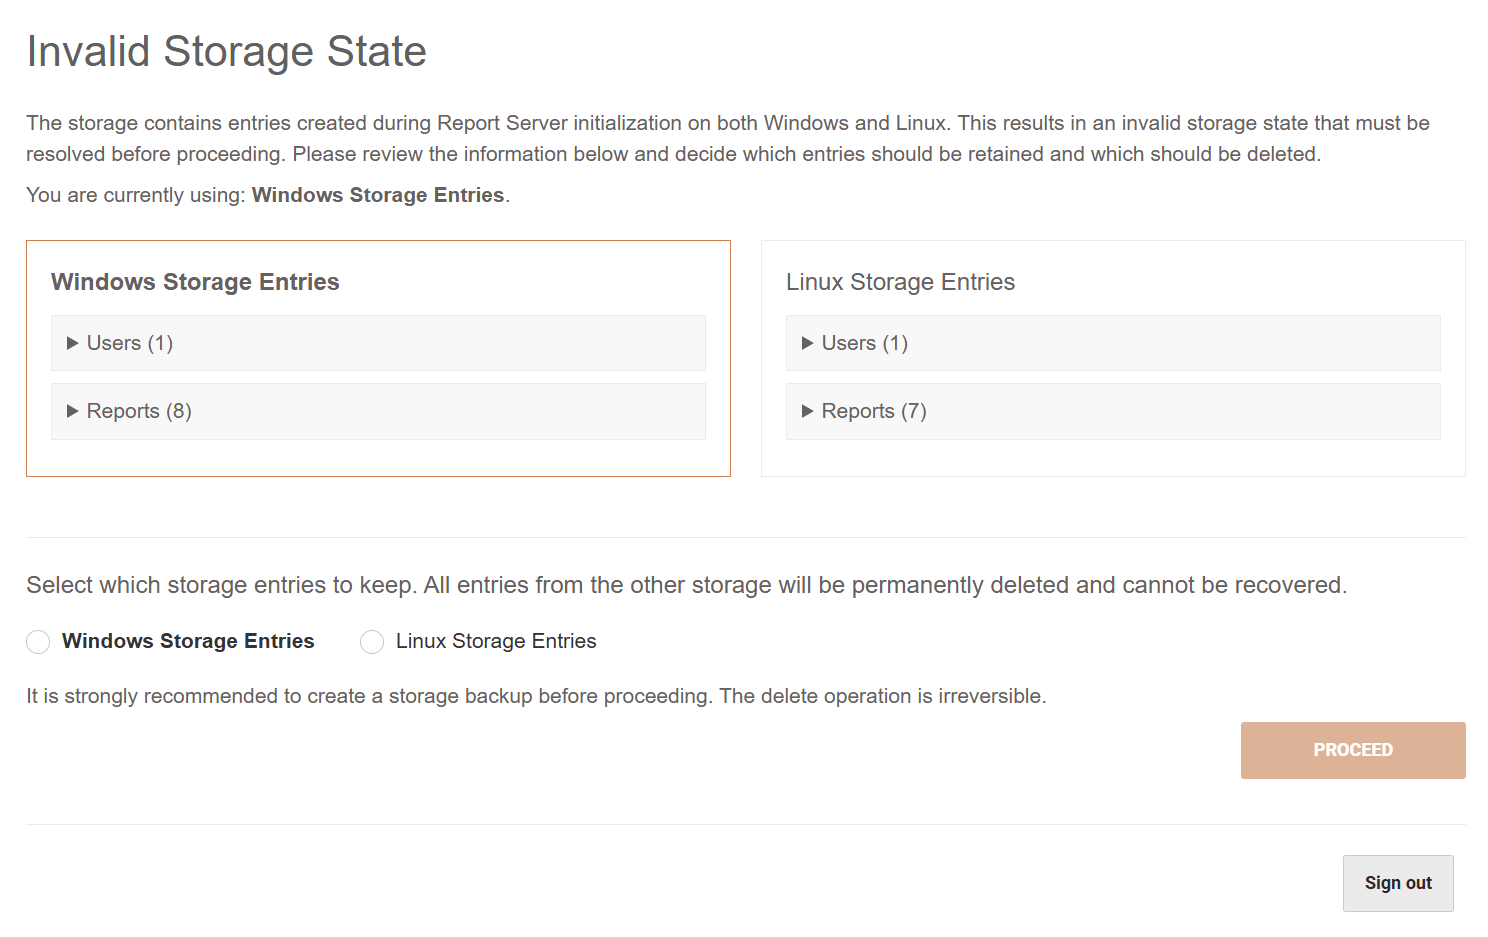 Invalid Storage State
The storage contains entries created during Report Server initialization on both Windows and Linux. This results in an invalid storage state that must be
resolved before proceeding. Please review the information below and decide which entries should be retained and which should be deleted.
You are currently using: Windows Storage Entries.
Windows Storage Entries
Users (1)
Reports (8)
Linux Storage Entries
Users (1)
Reports (7)
Select which storage entries to keep. All entries from the other storage will be permanently deleted and cannot be recovered.
Windows Storage Entries
Linux Storage Entries
It is strongly recommended to create a storage backup before proceeding. The delete operation is irreversible.
PROCEED
Sign out